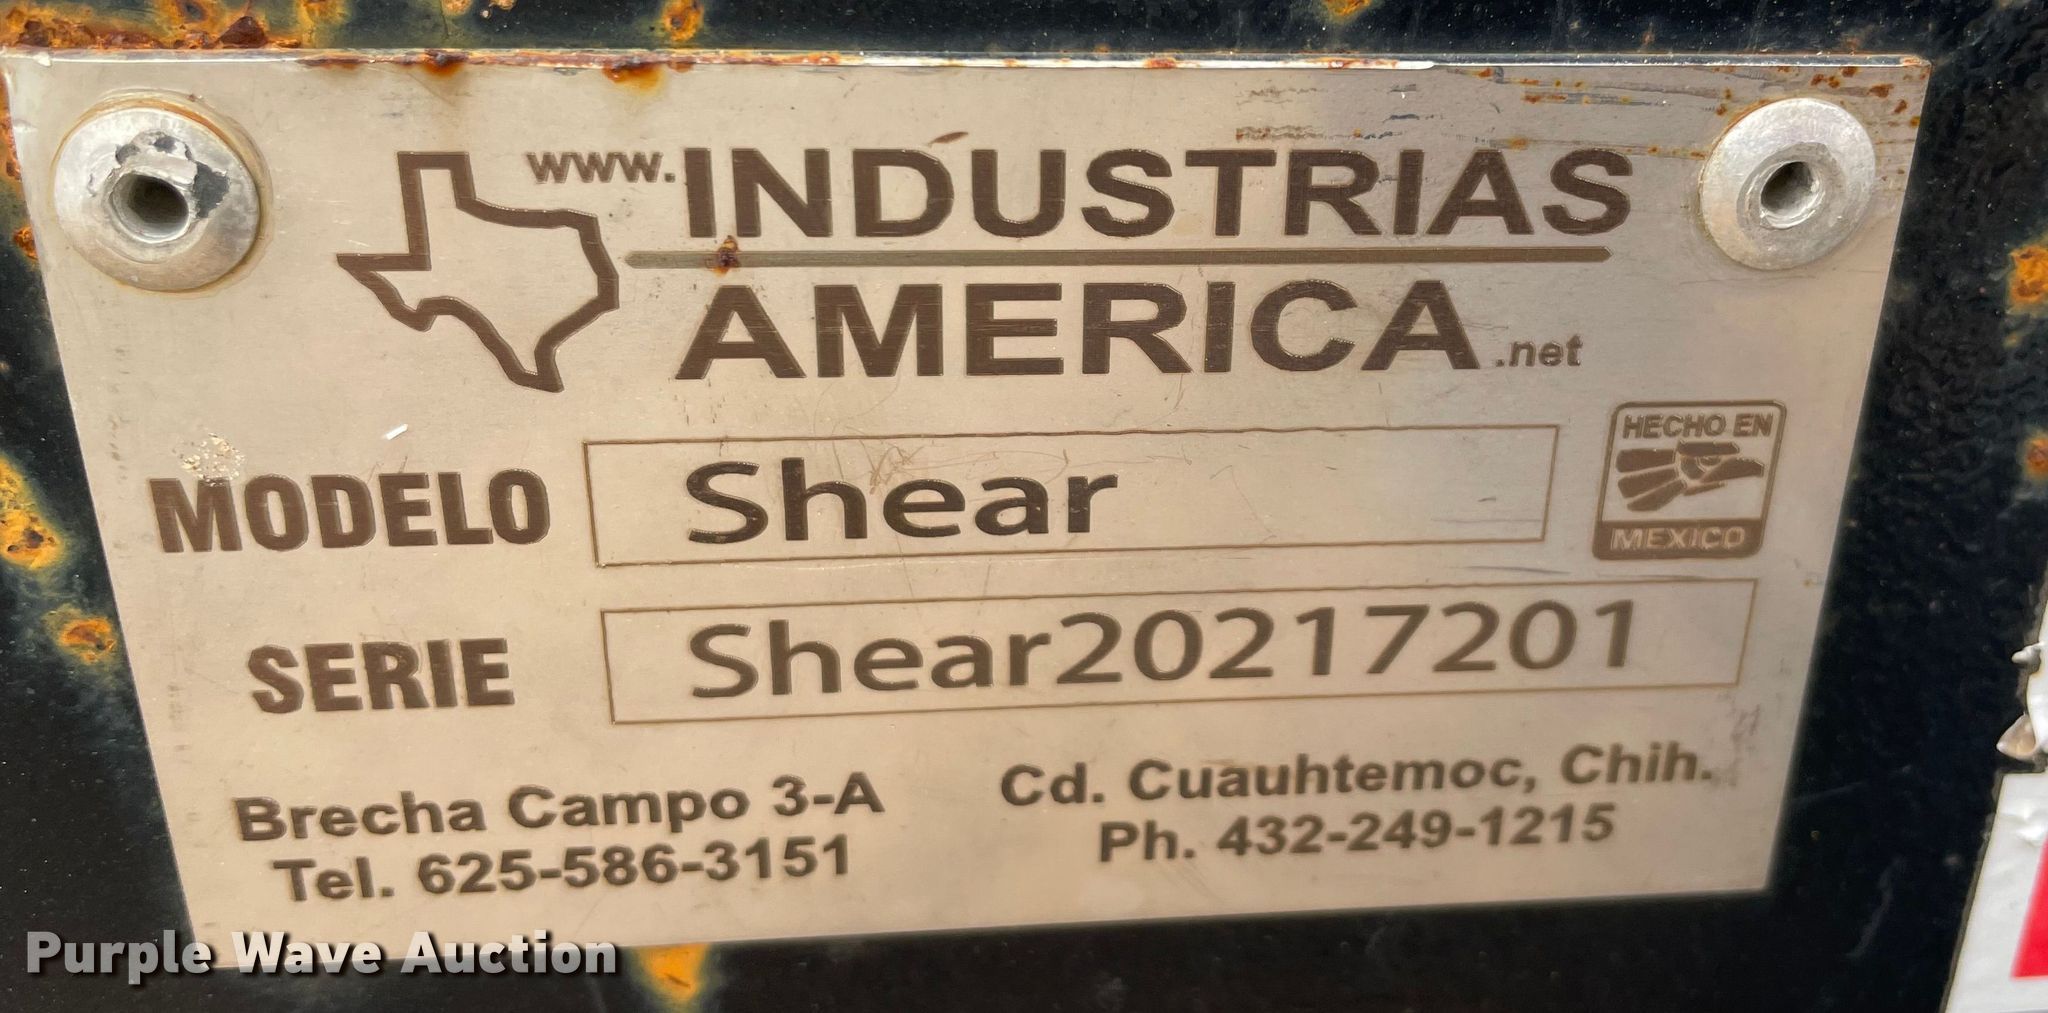 www.INDUSTRIAS
AMERICA.net
HECHO EN
MEXICO
MODELO Shear
SERIE Shear20217201
Brecha Campo 3-A
Tel. 625-586-3151
Cd. Cuauhtemoc, Chih.
Ph. 432-249-1215
Purple Wave Auction